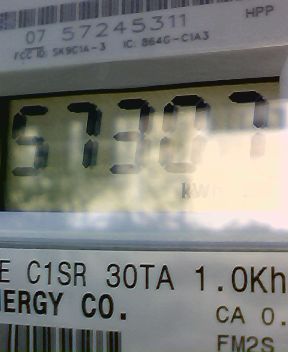 07 57245311 HPP
FCC ID: SK9C1A-3 IC: 864G-C1A3
57307
kWh
E C1SR 30TA 1.0Kh
NERGY CO.
CA 0.
FM2S